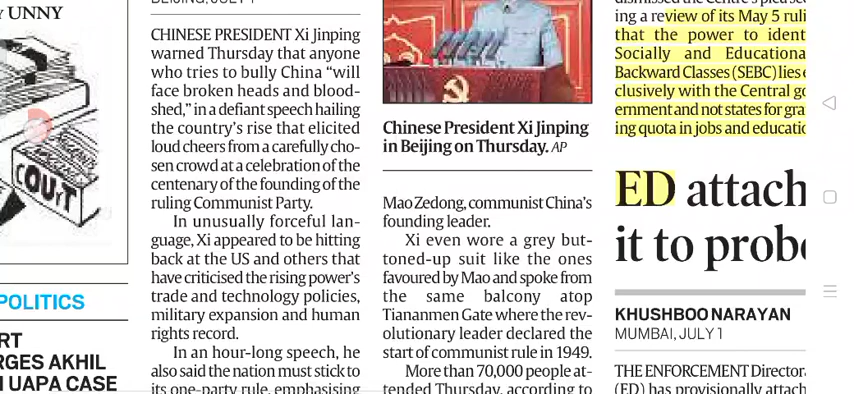 UNNY
COURT
POLITICS
RT
RGES AKHIL
UAPA CASE
BEIJING, JULY 1
CHINESE PRESIDENT Xi Jinping
warned Thursday that anyone
who tries to bully China “will
face broken heads and blood-
shed,” in a defiant speech hailing
the country’s rise that elicited
loud cheers from a carefully cho-
sen crowd at a celebration of the
centenary of the founding of the
ruling Communist Party.
In unusually forceful lan-
guage, Xi appeared to be hitting
back at the US and others that
have criticised the rising power’s
trade and technology policies,
military expansion and human
rights record.
In an hour-long speech, he
also said the nation must stick to
its one-party rule, emphasising
Chinese President Xi Jinping
in Beijing on Thursday. AP
Mao Zedong, communist China’s
founding leader.
Xi even wore a grey but-
toned-up suit like the ones
favoured by Mao and spoke from
the same balcony atop
Tiananmen Gate where the rev-
olutionary leader declared the
start of communist rule in 1949.
More than 70,000 people at-
tended Thursday, according to
ing a review of its May 5 ruli
that the power to ident
Socially and Educationa
Backward Classes (SEBC) lies e
clusively with the Central go
ernment and not states for gra
ing quota in jobs and educatio
ED attach
it to probe
KHUSHBOO NARAYAN
MUMBAI, JULY 1
THE ENFORCEMENT Director
(ED) has provisionally attach